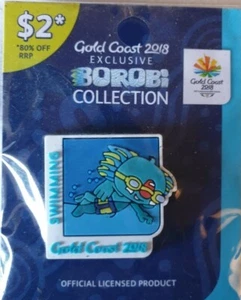 $2*
*80% OFF
RRP
Gold Coast 2018
EXCLUSIVE
BOROBi
COLLECTION
GOLD COAST
2018
SWIMMING
Gold Coast 2018
OFFICIAL LICENSED PRODUCT